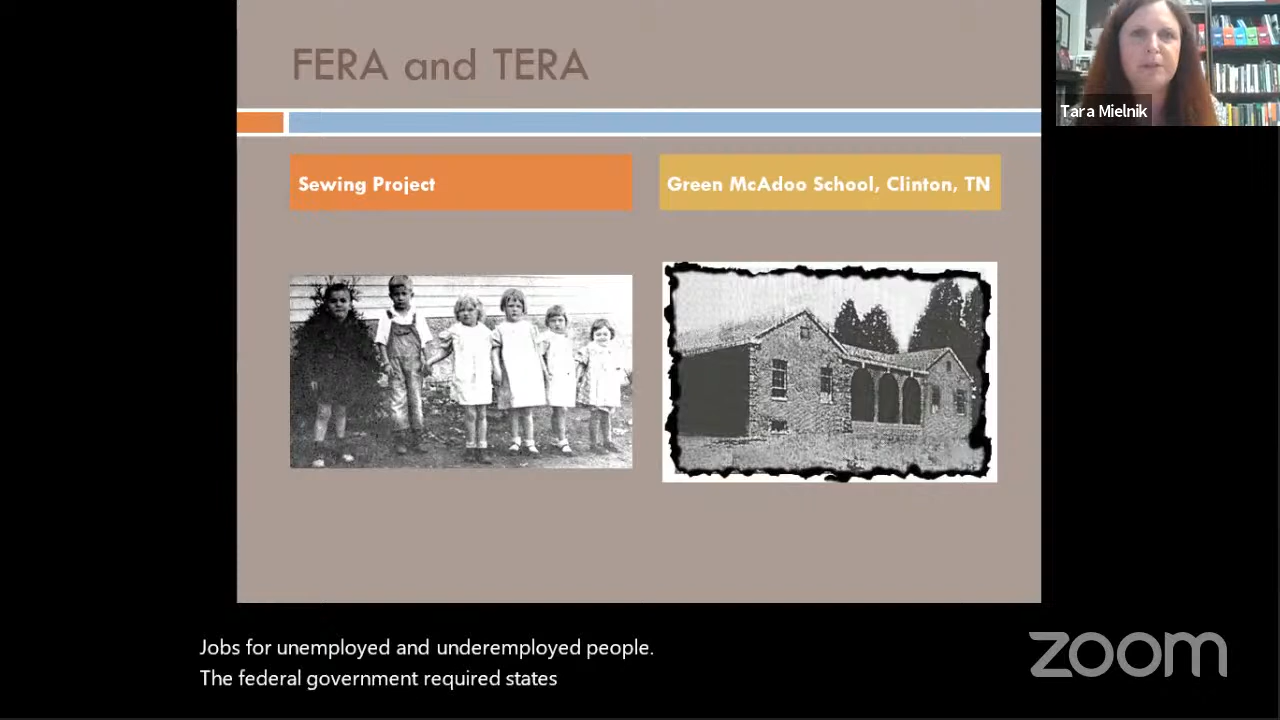 FERA and TERA
Tara Mielnik
Sewing Project
Green McAdoo School, Clinton, TN
Jobs for unemployed and underemployed people.
The federal government required states
zoom